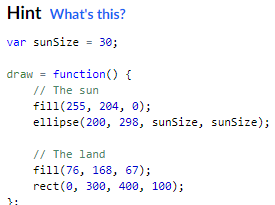 Hint What's this?
var sunSize = 30;
draw = function() {
// The sun
fill(255, 204, 0);
ellipse(200, 298, sunSize, sunSize);
// The land
fill(76, 168, 67);
rect(0, 300, 400, 100);
};